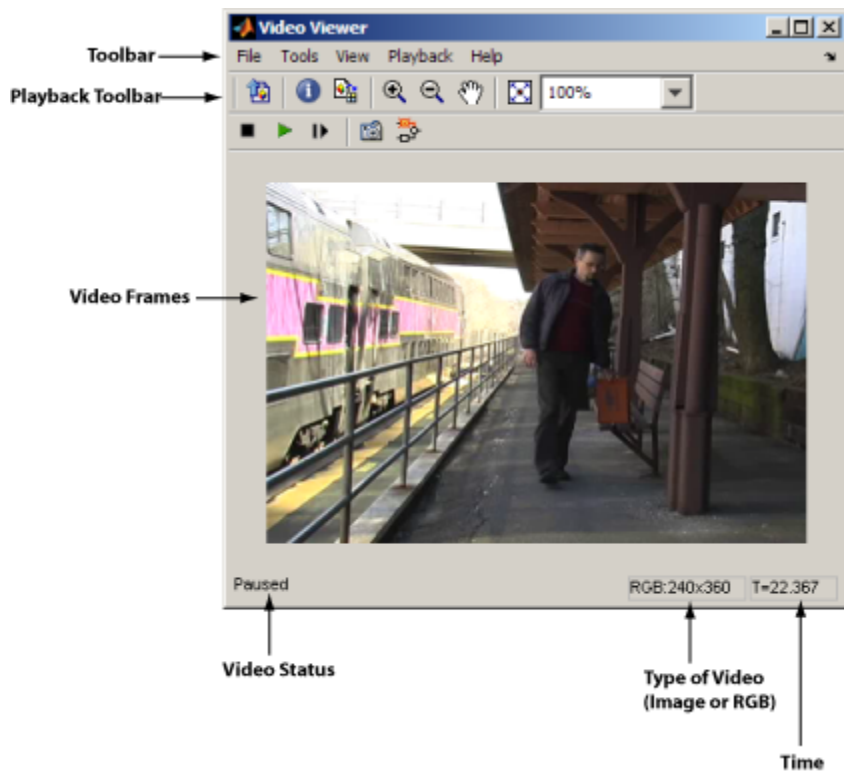 Video Viewer
Toolbar
File Tools View Playback Help
Playback Toolbar
100%
Video Frames
Paused
RGB:240x360 T=22.367
Video Status
Type of Video
(Image or RGB)
Time